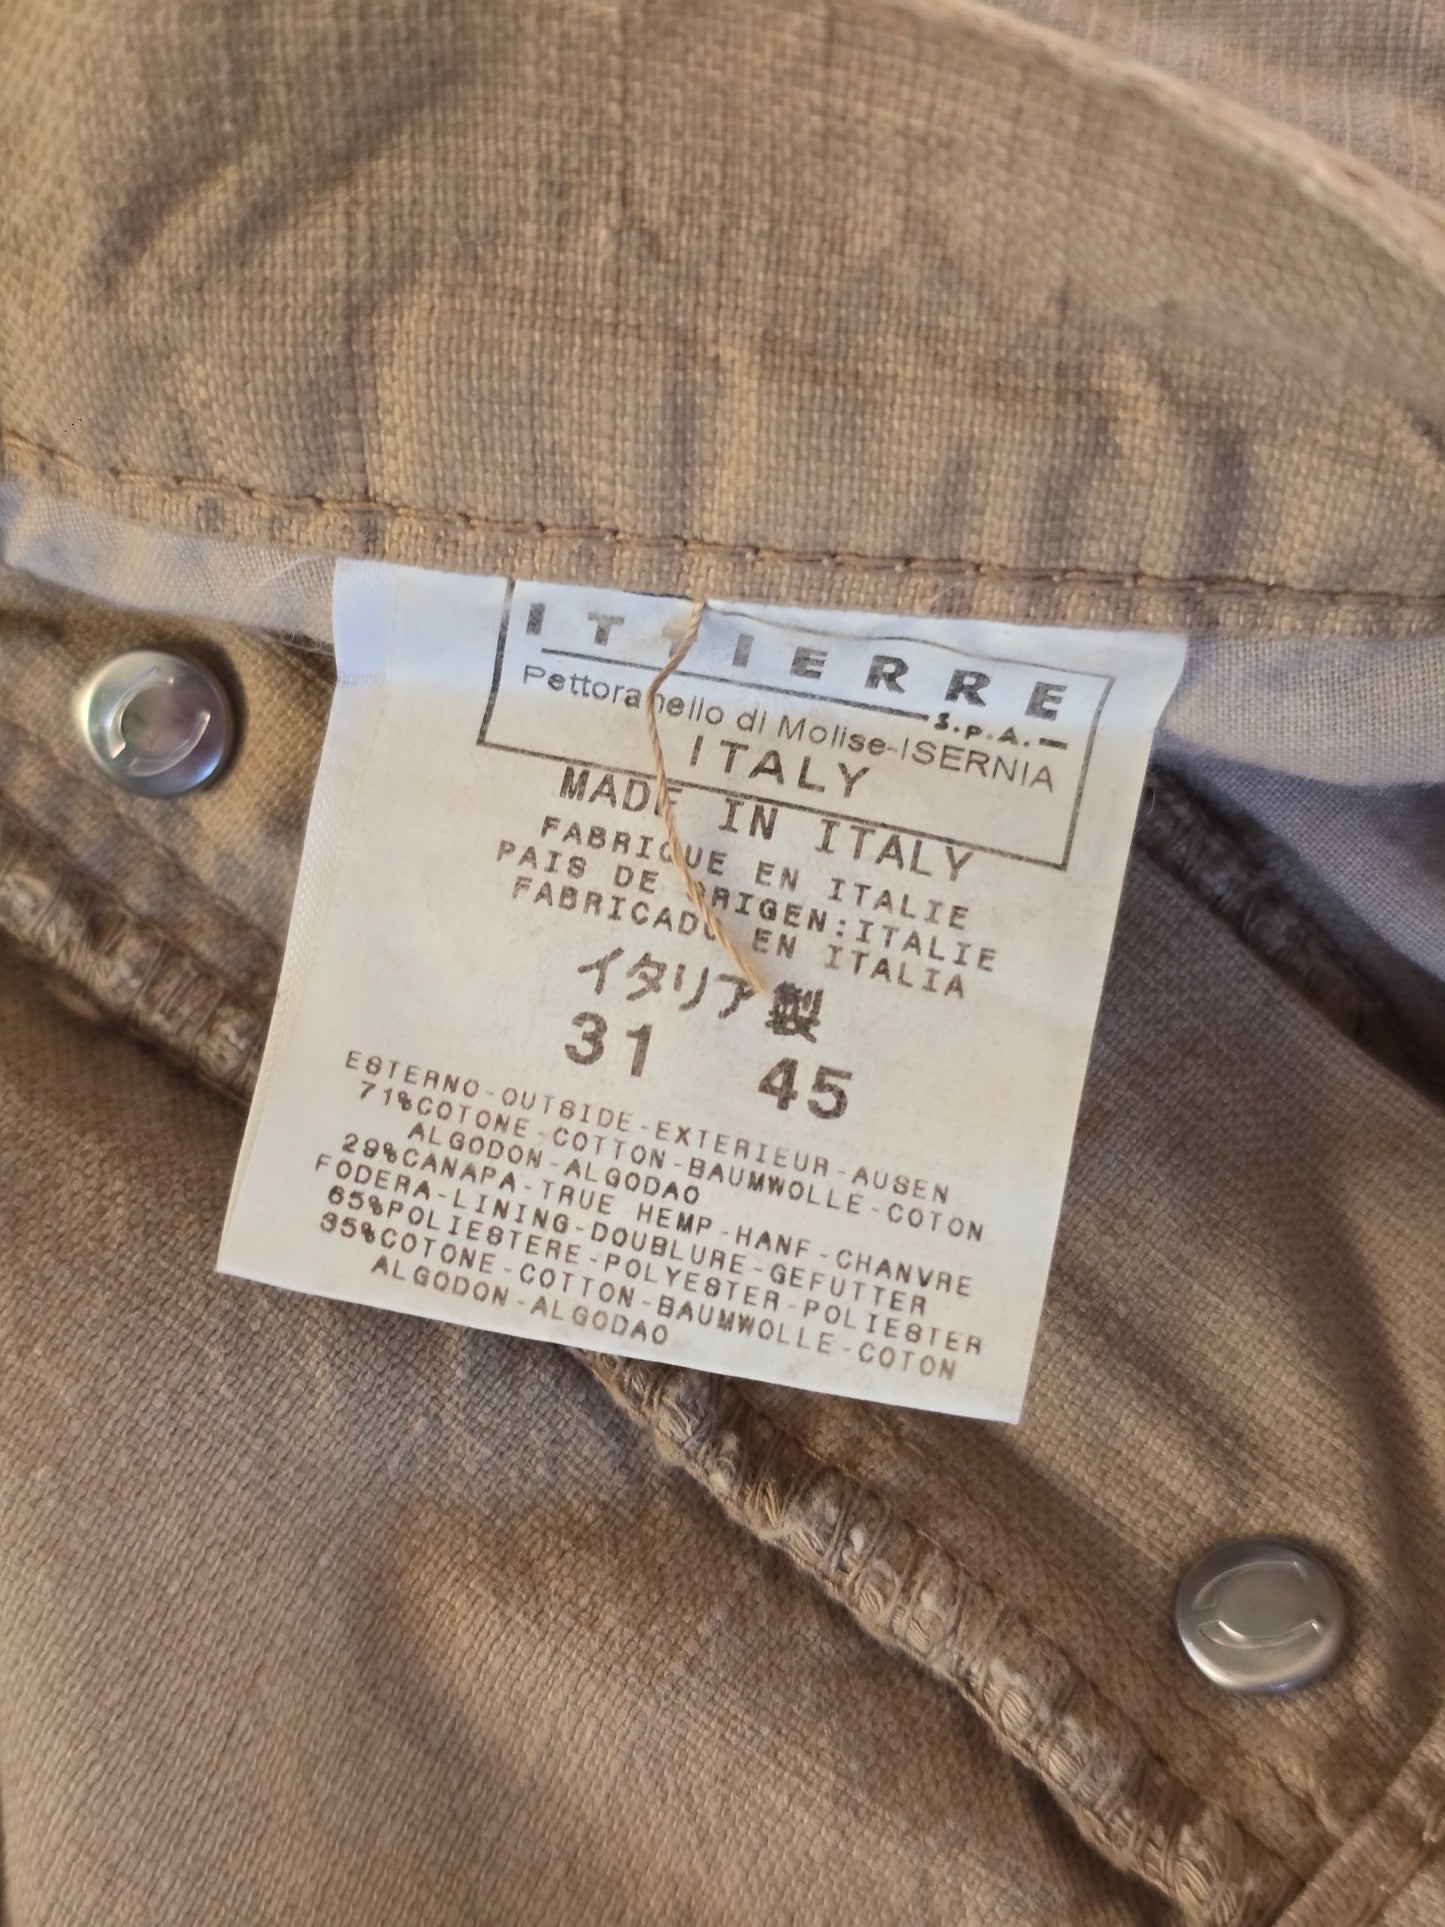 ITTIERRE
S.p.A.
Pettoranello di Molise-ISERNIA
ITALY
MADE IN ITALY
FABRIQUE EN ITALIE
PAIS DE ORIGEN:ITALIE
FABRICADO EN ITALIA
イタリア製
31 45
ESTERNO-OUTSIDE-EXTERIEUR-AUSEN
71%COTONE-COTTON-BAUMWOLLE-COTON
ALGODON-ALGODAO
29%CANAPA-TRUE HEMP-HANF-CHANVRE
FODERA-LINING-DOUBLURE-GEFUTTER
65%POLIESTERE-POLYESTER-POLIESTER
35%COTONE-COTTON-BAUMWOLLE-COTON
ALGODON-ALGODAO